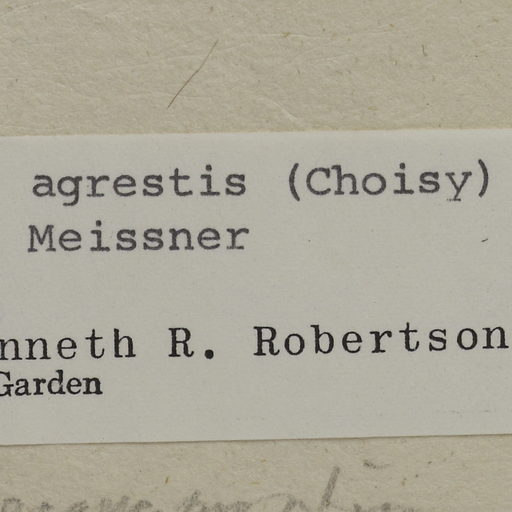 agrestis (Choisy)
Meissner
nneth R. Robertson
Garden